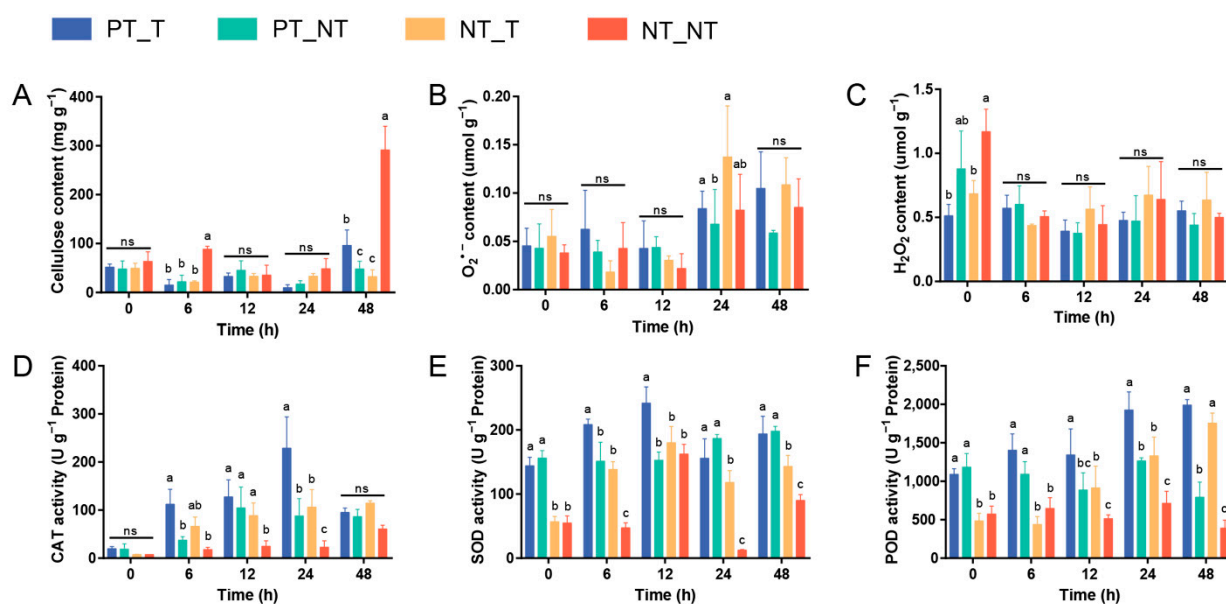 PT_T PT_NT NT_T NT_NT
A
Cellulose content (mg g⁻¹)
400
300
200
100
0
ns
b b b a
ns
ns
b c c a
0 6 12 24 48
Time (h)
B
O₂•⁻ content (umol g⁻¹)
0.20
0.15
0.10
0.05
0.00
ns
ns
ns
a b a ab
ns
0 6 12 24 48
Time (h)
C
H₂O₂ content (umol g⁻¹)
1.5
1.0
0.5
0.0
b ab b a
ns
ns
ns
ns
0 6 12 24 48
Time (h)
D
CAT activity (U g⁻¹ Protein)
400
300
200
100
0
ns
a b ab b
a a a b
a b b c
ns
0 6 12 24 48
Time (h)
E
SOD activity (U g⁻¹ Protein)
300
200
100
0
a a b b
a b b c
a b b b
a a b c
a a b c
0 6 12 24 48
Time (h)
F
POD activity (U g⁻¹ Protein)
2,500
2,000
1,500
1,000
500
0
a a b b
a a b b
a bc b c
a b b c
a b a c
0 6 12 24 48
Time (h)